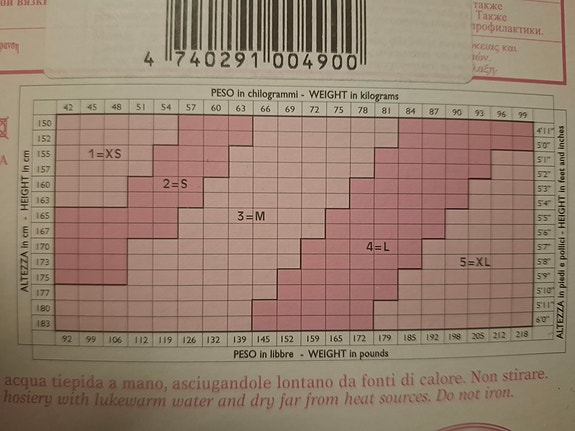 также
Также
профилактики.
4 740291 004900
PESO in chilogrammi - WEIGHT in kilograms
42 45 48 51 54 57 60 63 66 69 72 75 78 81 84 87 90 93 96 99
ALTEZZA in cm - HEIGHT in cm
150 4'11"
152 5'0"
155 1=XS 5'1"
157 5'2"
160 2=S 5'3"
163 5'4"
165 3=M 5'5"
167 5'6"
170 4=L 5'7"
173 5=XL 5'8"
175 5'9"
177 5'10"
180 5'11"
183 6'0"
ALTEZZA in piedi e pollici - HEIGHT in feet and inches
92 99 106 112 119 126 132 139 145 152 159 165 172 179 185 192 198 205 212 218
PESO in libbre - WEIGHT in pounds
acqua tiepida a mano, asciugandole lontano da fonti di calore. Non stirare.
hosiery with lukewarm water and dry far from heat sources. Do not iron.